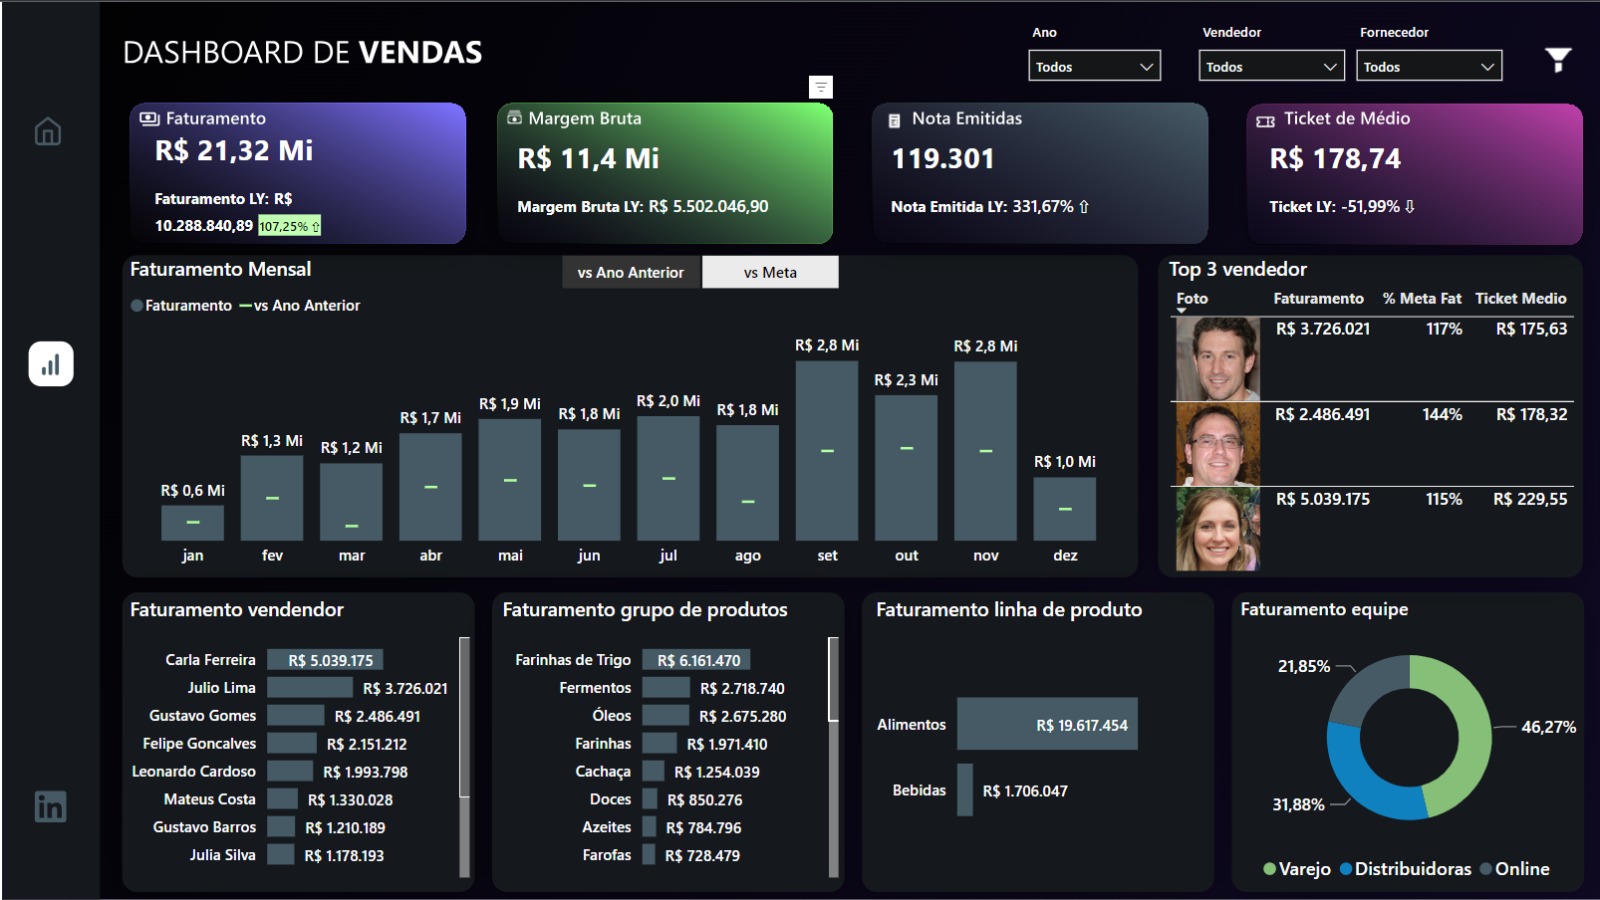 DASHBOARD DE VENDAS
Ano
Vendedor
Fornecedor
Todos
Todos
Todos
Faturamento
R$ 21,32 Mi
Faturamento LY: R$
10.288.840,89 107,25% ⇧
Margem Bruta
R$ 11,4 Mi
Margem Bruta LY: R$ 5.502.046,90
Nota Emitidas
119.301
Nota Emitida LY: 331,67% ⇧
Ticket de Médio
R$ 178,74
Ticket LY: -51,99% ⇩
Faturamento Mensal
vs Ano Anterior
vs Meta
Faturamento
vs Ano Anterior
R$ 0,6 Mi
R$ 1,3 Mi
R$ 1,2 Mi
R$ 1,7 Mi
R$ 1,9 Mi
R$ 1,8 Mi
R$ 2,0 Mi
R$ 1,8 Mi
R$ 2,8 Mi
R$ 2,3 Mi
R$ 2,8 Mi
R$ 1,0 Mi
jan
fev
mar
abr
mai
jun
jul
ago
set
out
nov
dez
Top 3 vendedor
Foto Faturamento % Meta Fat Ticket Medio
R$ 3.726.021 117% R$ 175,63
R$ 2.486.491 144% R$ 178,32
R$ 5.039.175 115% R$ 229,55
Faturamento vendendor
Carla Ferreira R$ 5.039.175
Julio Lima R$ 3.726.021
Gustavo Gomes R$ 2.486.491
Felipe Goncalves R$ 2.151.212
Leonardo Cardoso R$ 1.993.798
Mateus Costa R$ 1.330.028
Gustavo Barros R$ 1.210.189
Julia Silva R$ 1.178.193
Faturamento grupo de produtos
Farinhas de Trigo R$ 6.161.470
Fermentos R$ 2.718.740
Óleos R$ 2.675.280
Farinhas R$ 1.971.410
Cachaça R$ 1.254.039
Doces R$ 850.276
Azeites R$ 784.796
Farofas R$ 728.479
Faturamento linha de produto
Alimentos R$ 19.617.454
Bebidas R$ 1.706.047
Faturamento equipe
21,85%
46,27%
31,88%
Varejo Distribuidoras Online
in